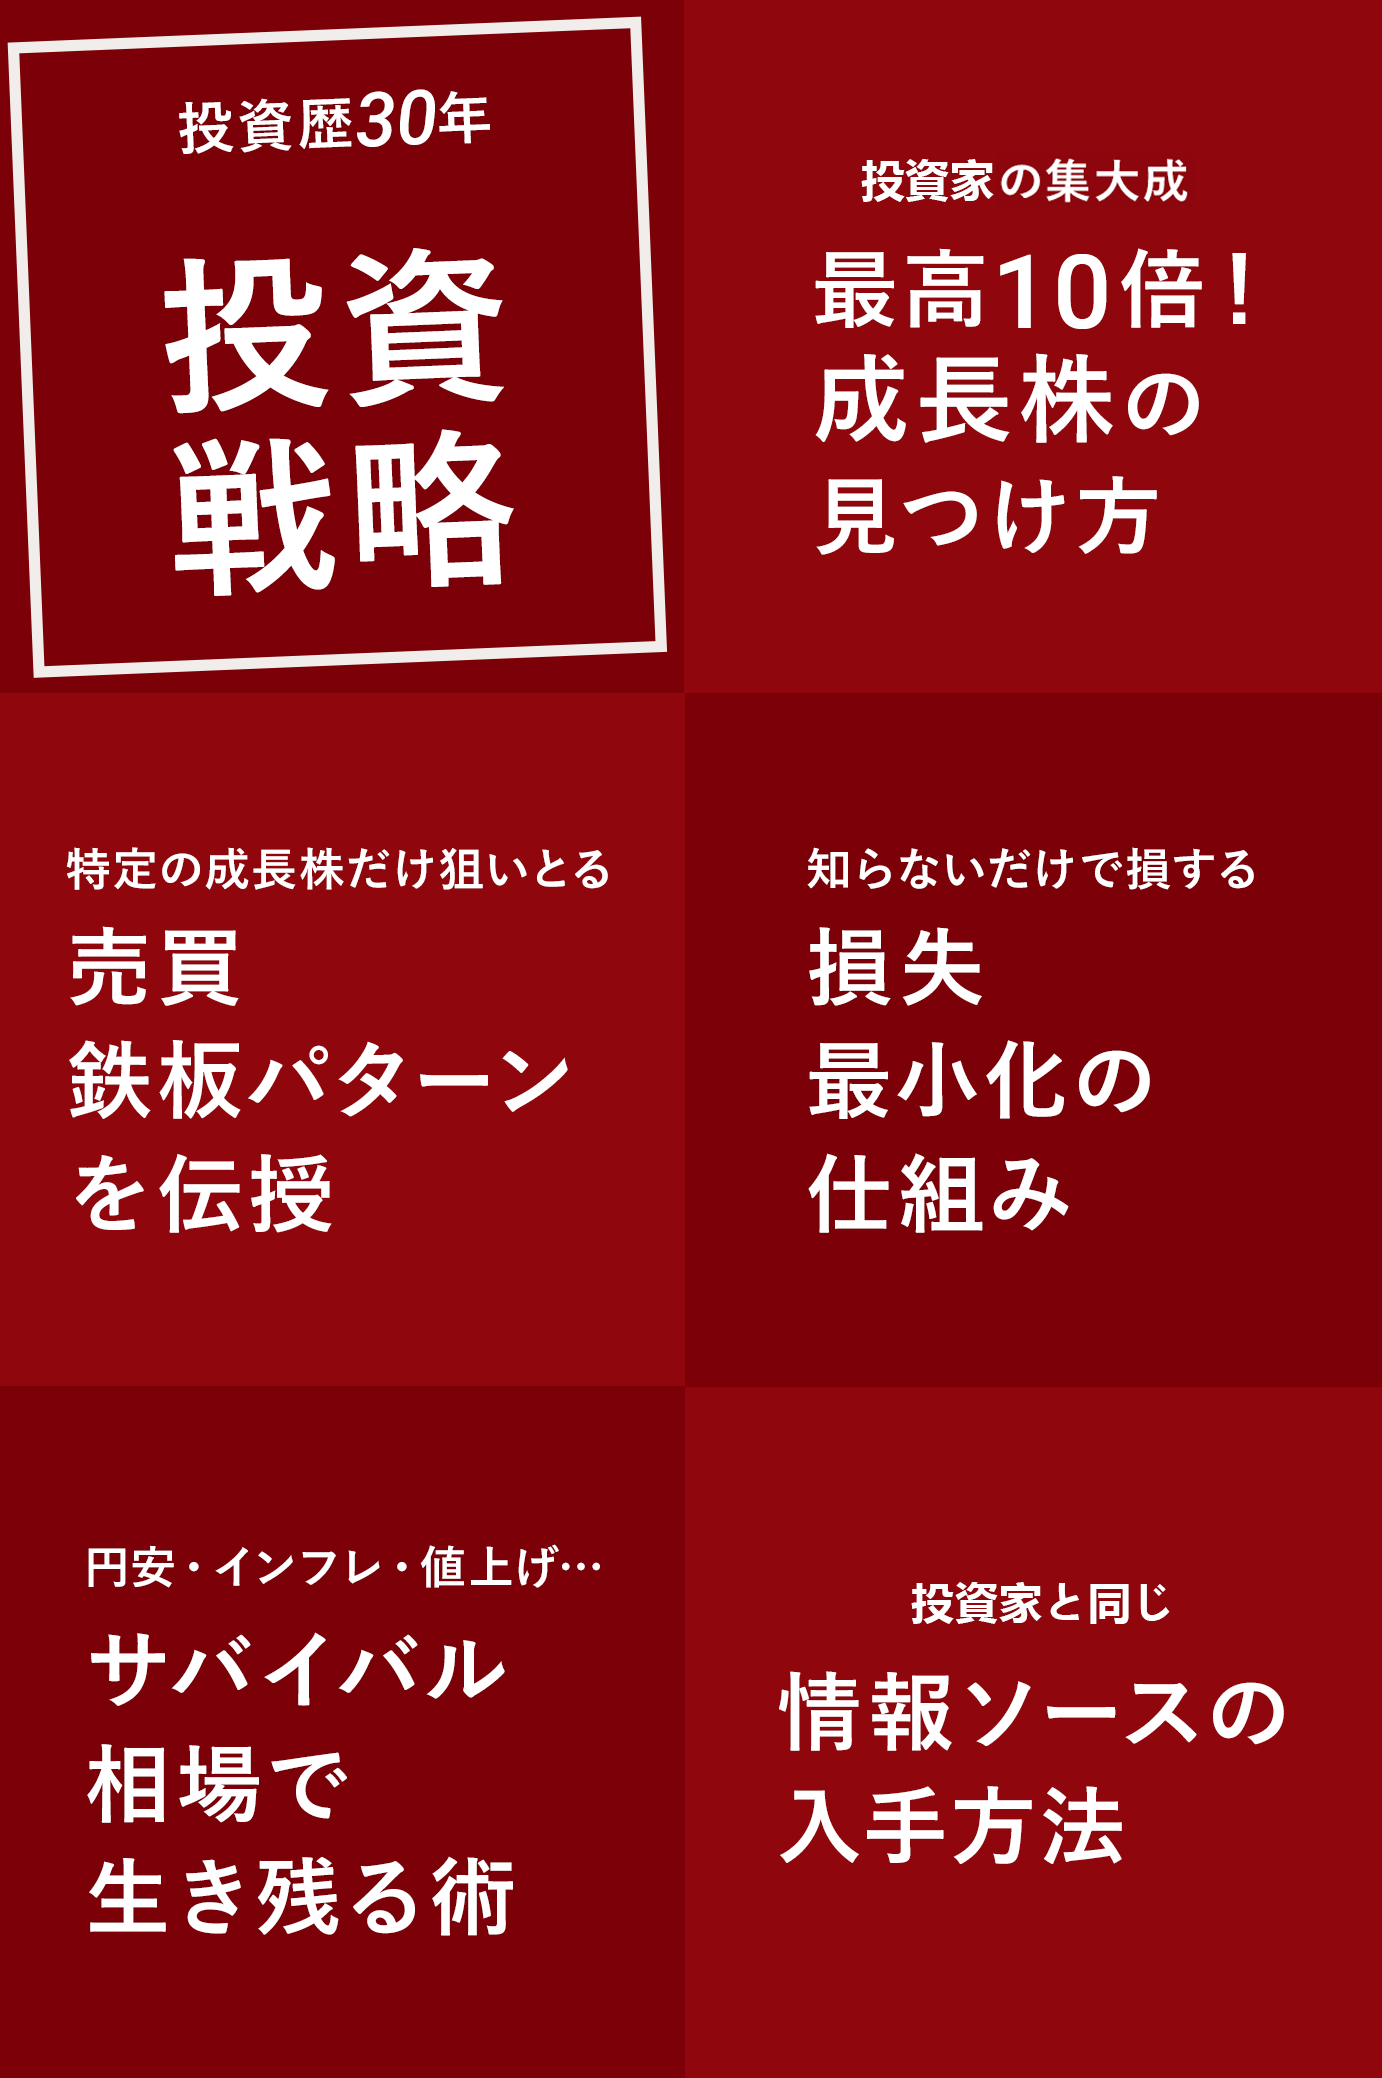 投資歴30年
投資
戦略
投資家の集大成
最高10倍！
成長株の
見つけ方
特定の成長株だけ狙いとる
売買
鉄板パターン
を伝授
知らないだけで損する
損失
最小化の
仕組み
円安・インフレ・値上げ…
サバイバル
相場で
生き残る術
投資家と同じ
情報ソースの
入手方法